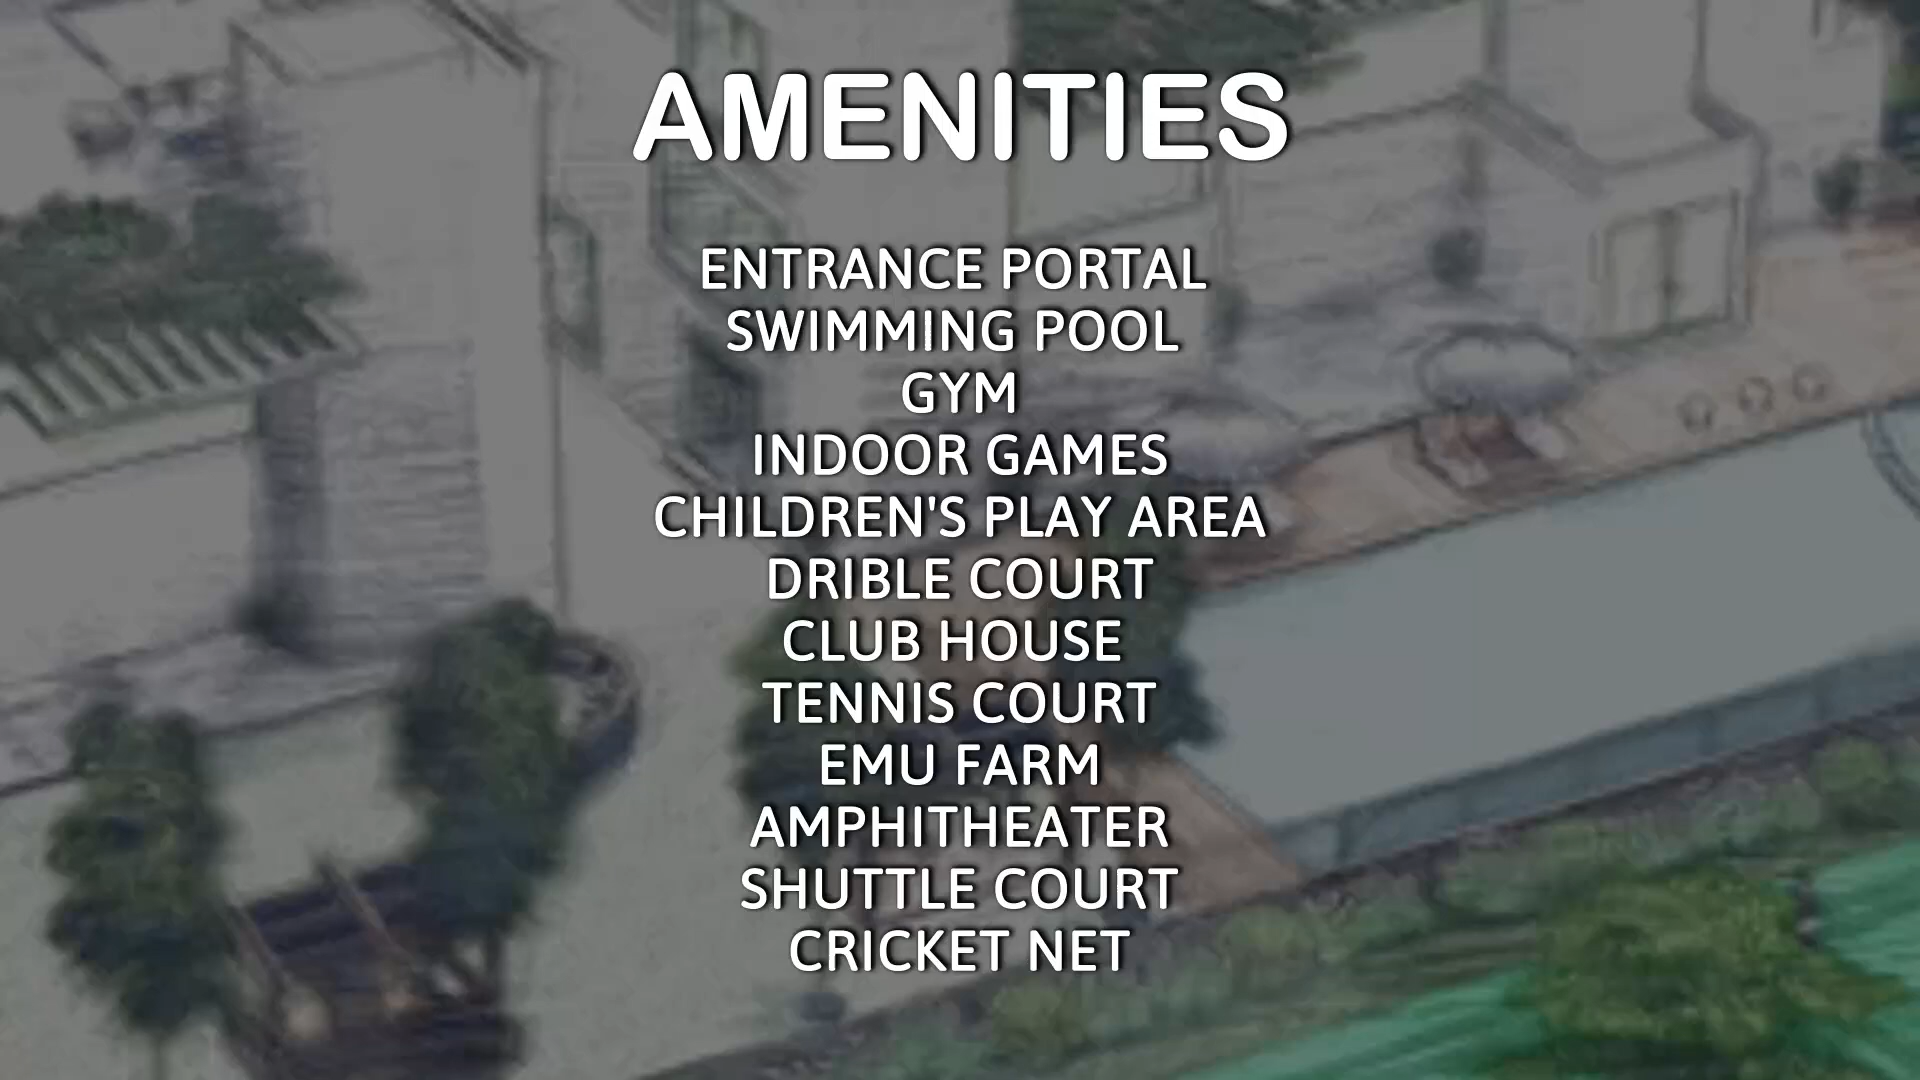 AMENITIES
ENTRANCE PORTAL
SWIMMING POOL
GYM
INDOOR GAMES
CHILDREN'S PLAY AREA
DRIBLE COURT
CLUB HOUSE
TENNIS COURT
EMU FARM
AMPHITHEATER
SHUTTLE COURT
CRICKET NET